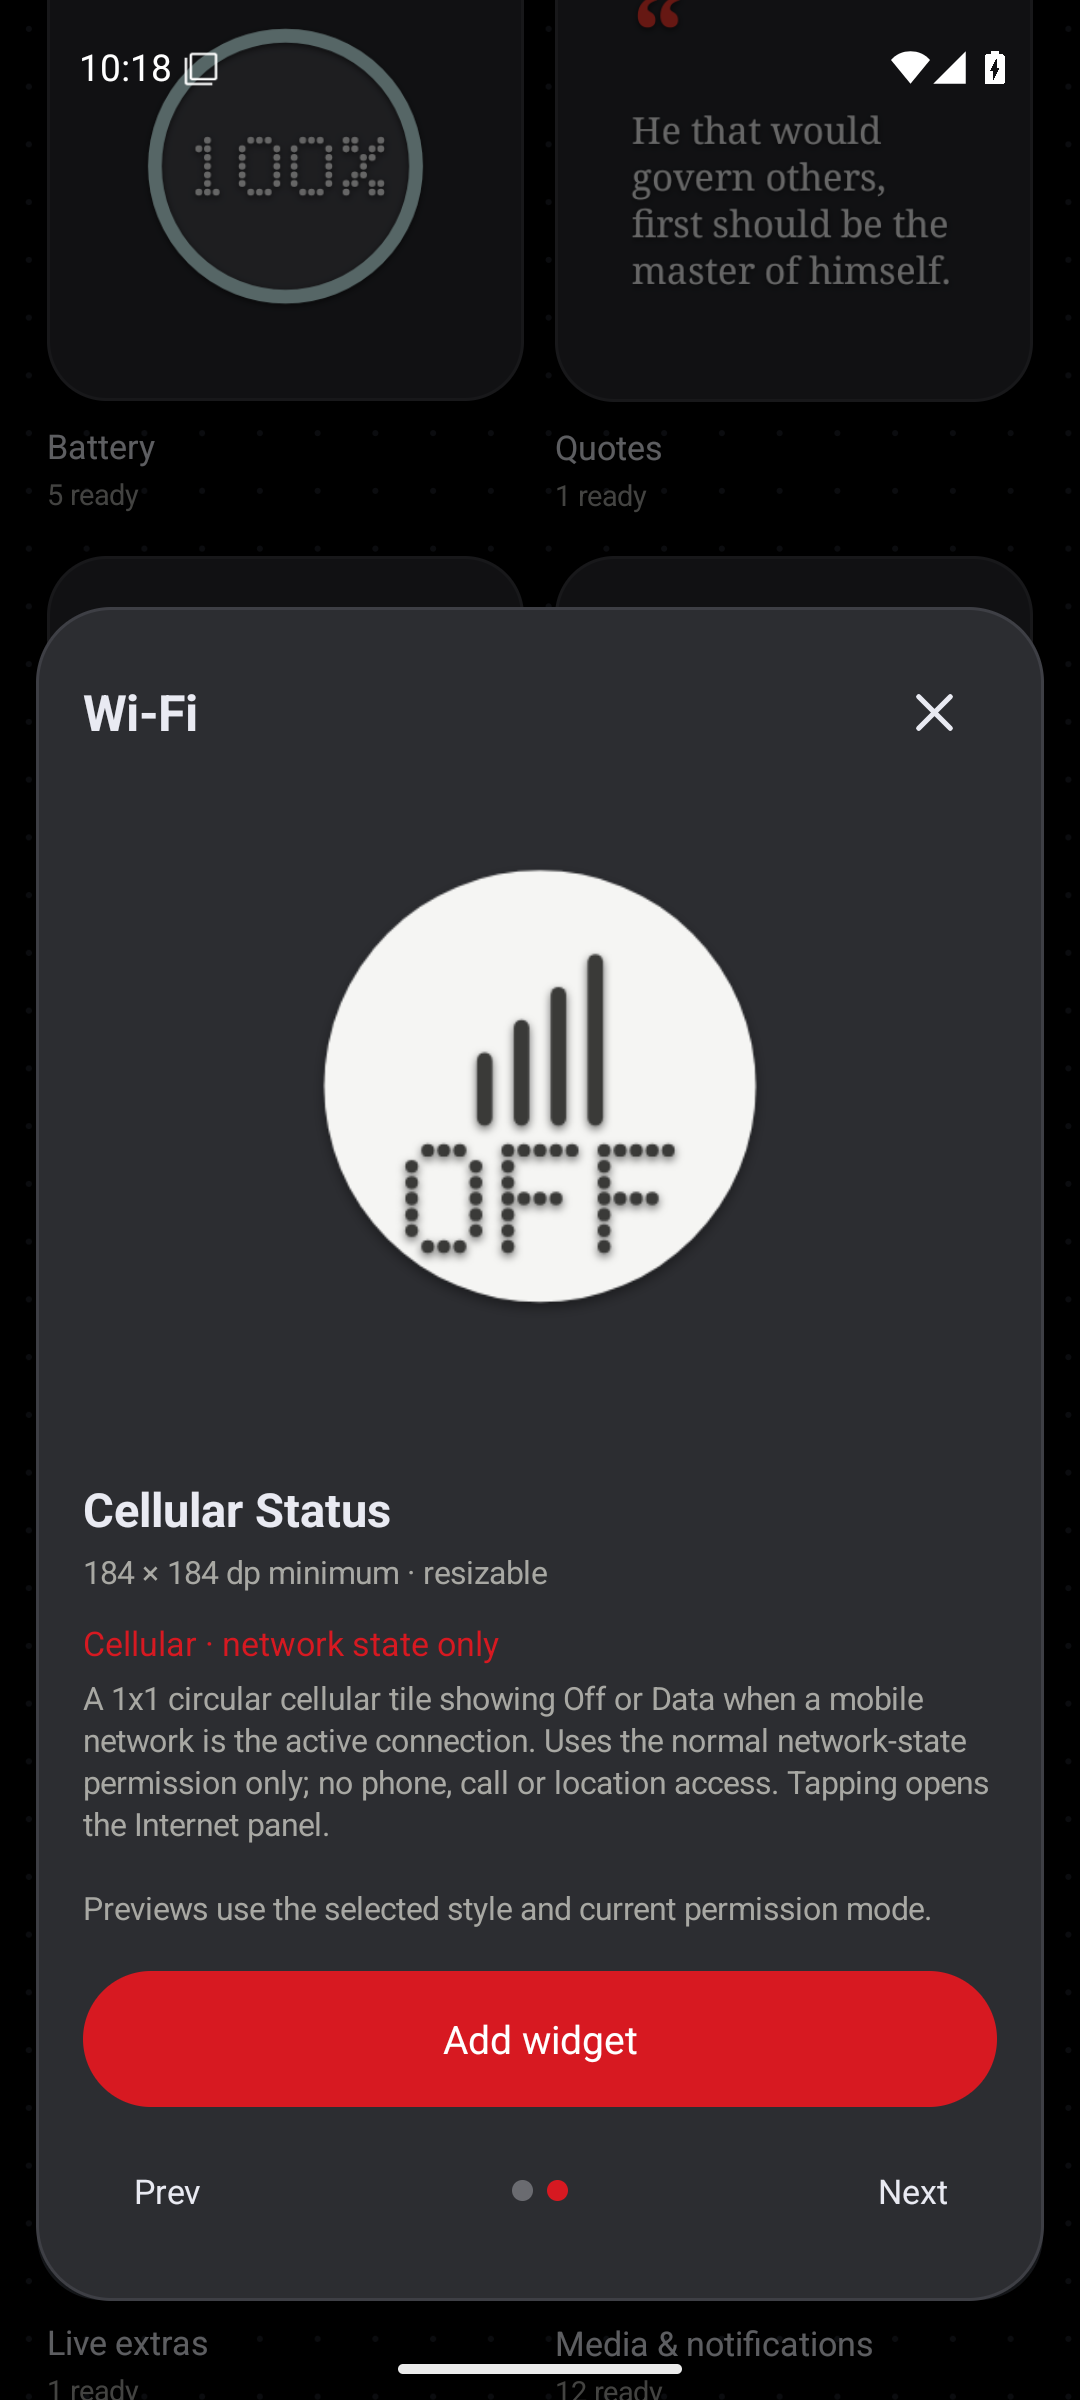 10:18
100%
“
He that would
govern others,
first should be the
master of himself.
Battery
5 ready
Quotes
1 ready
Wi-Fi
OFF
Cellular Status
184 × 184 dp minimum · resizable
Cellular · network state only
A 1x1 circular cellular tile showing Off or Data when a mobile
network is the active connection. Uses the normal network-state
permission only; no phone, call or location access. Tapping opens
the Internet panel.
Previews use the selected style and current permission mode.
Add widget
Prev
Next
Live extras
1 ready
Media & notifications
12 ready